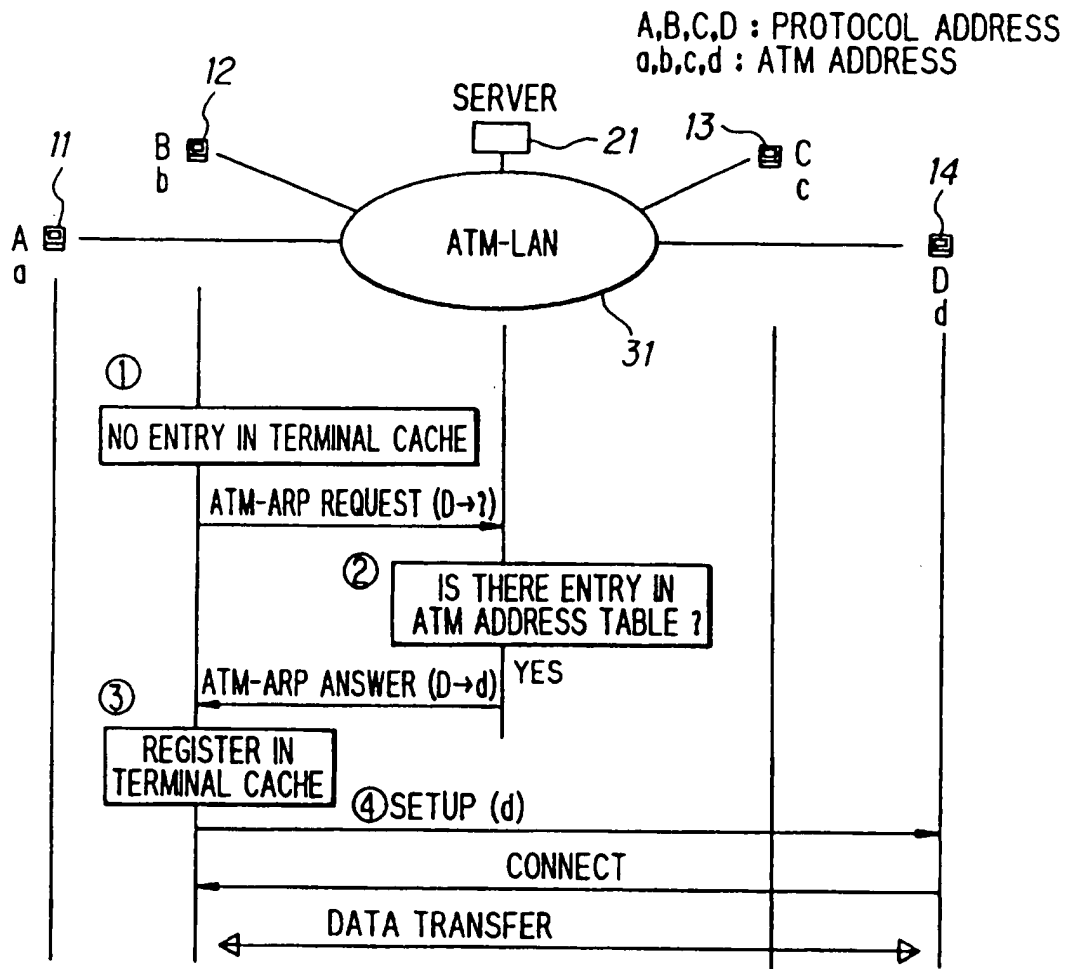 A,B,C,D : PROTOCOL ADDRESS
a,b,c,d : ATM ADDRESS
12
SERVER
11
B
b
21
13
C
c
14
A
a
ATM-LAN
D
d
31
①
NO ENTRY IN TERMINAL CACHE
ATM-ARP REQUEST (D→?)
②
IS THERE ENTRY IN
ATM ADDRESS TABLE ?
YES
ATM-ARP ANSWER (D→d)
③
REGISTER IN
TERMINAL CACHE
④ SETUP (d)
CONNECT
DATA TRANSFER